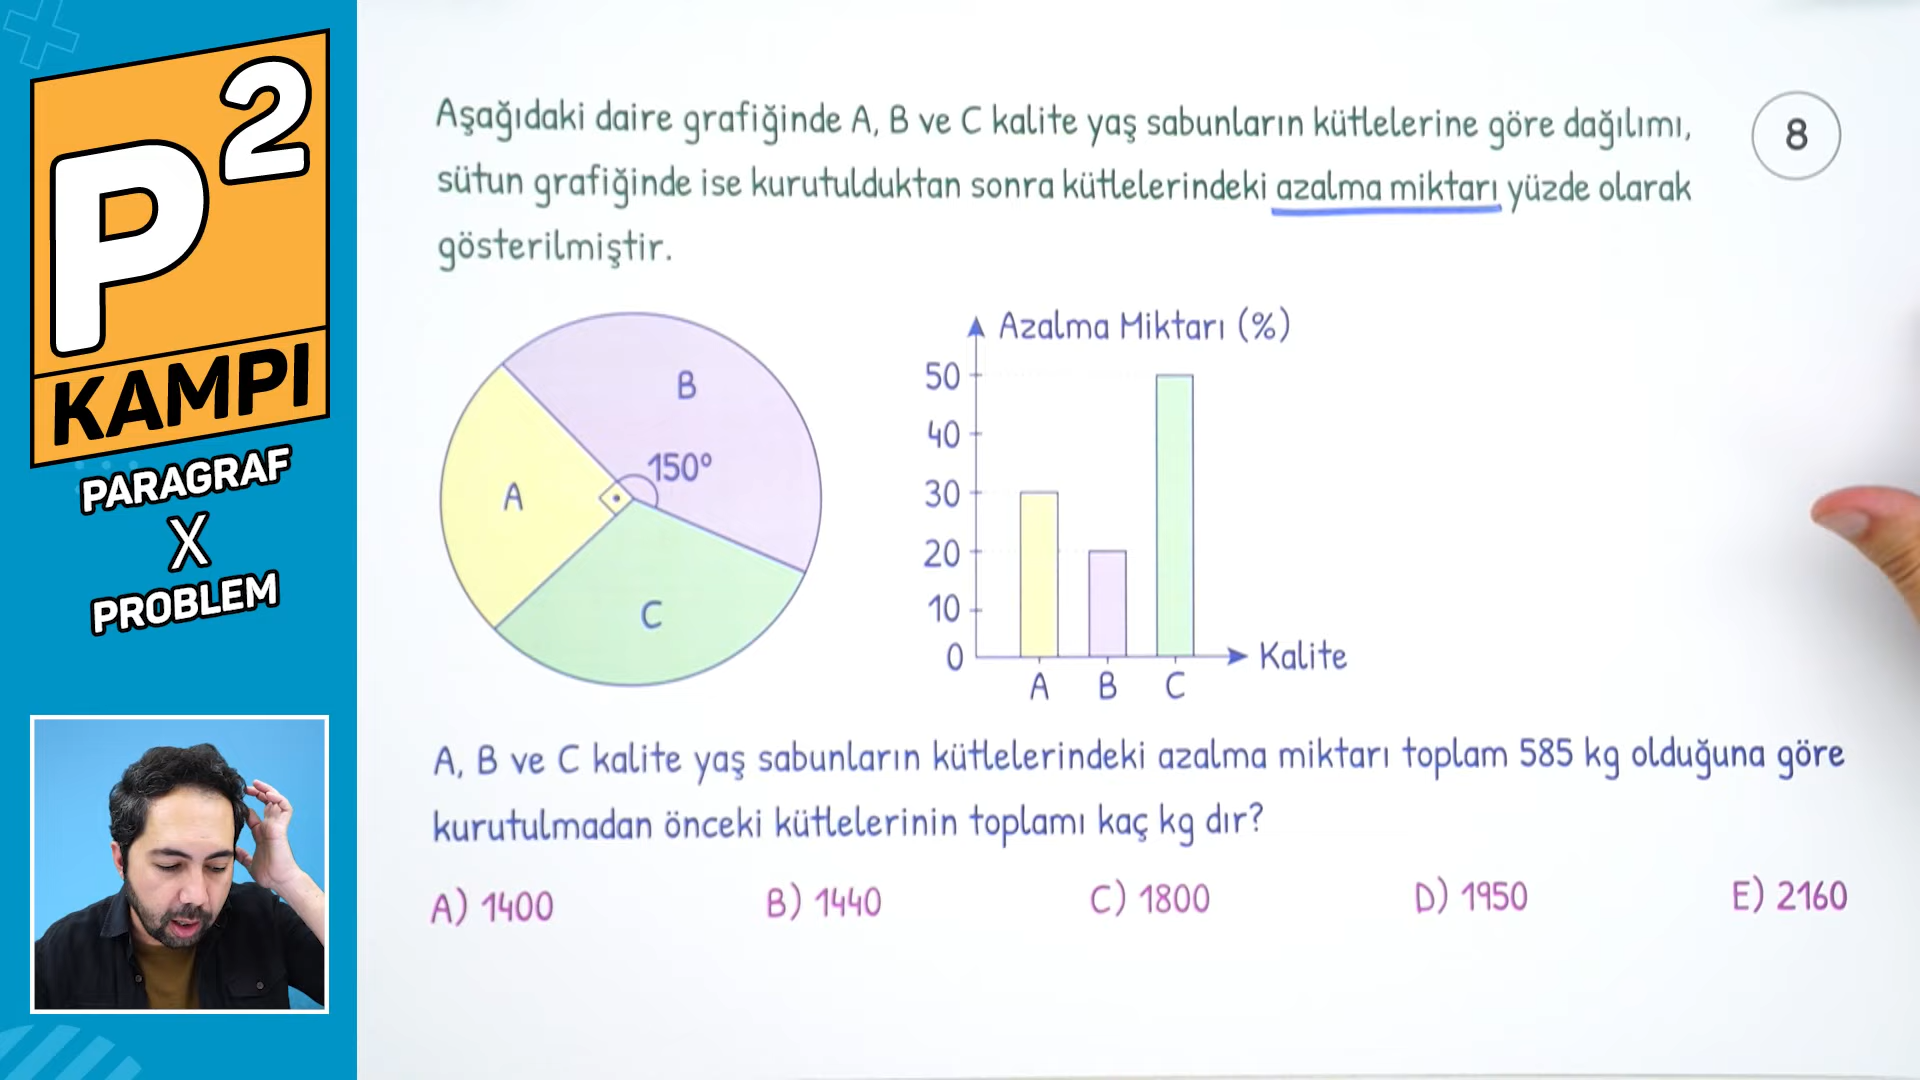 P²
KAMPI
PARAGRAF
X
PROBLEM
Aşağıdaki daire grafiğinde A, B ve C kalite yaş sabunların kütlelerine göre dağılımı,
sütun grafiğinde ise kurutulduktan sonra kütlelerindeki azalma miktarı yüzde olarak
gösterilmiştir.
8
B
150°
A
C
Azalma Miktarı (%)
50
40
30
20
10
0
A B C
Kalite
A, B ve C kalite yaş sabunların kütlelerindeki azalma miktarı toplam 585 kg olduğuna göre
kurutulmadan önceki kütlelerinin toplamı kaç kg dır?
A) 1400 B) 1440 C) 1800 D) 1950 E) 2160